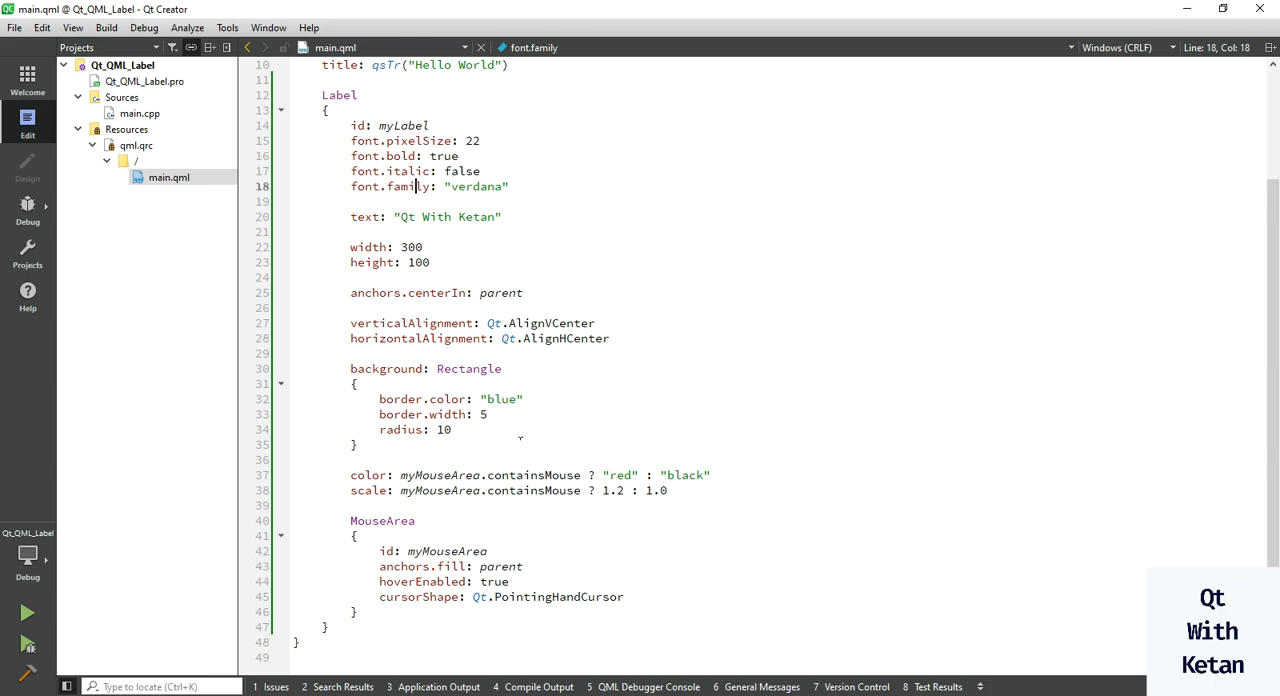 main.qml @ Qt_QML_Label - Qt Creator
File Edit View Build Debug Analyze Tools Window Help
Projects main.qml font.family Windows (CRLF) Line: 18, Col: 18
Welcome
Edit
Design
Debug
Projects
Help
Qt_QML_Label
Debug
Qt_QML_Label
Qt_QML_Label.pro
Sources
main.cpp
Resources
qml.qrc
/
main.qml
10 title: qsTr("Hello World")
11
12 Label
13 {
14 id: myLabel
15 font.pixelSize: 22
16 font.bold: true
17 font.italic: false
18 font.family: "verdana"
19
20 text: "Qt With Ketan"
21
22 width: 300
23 height: 100
24
25 anchors.centerIn: parent
26
27 verticalAlignment: Qt.AlignVCenter
28 horizontalAlignment: Qt.AlignHCenter
29
30 background: Rectangle
31 {
32 border.color: "blue"
33 border.width: 5
34 radius: 10
35 }
36
37 color: myMouseArea.containsMouse ? "red" : "black"
38 scale: myMouseArea.containsMouse ? 1.2 : 1.0
39
40 MouseArea
41 {
42 id: myMouseArea
43 anchors.fill: parent
44 hoverEnabled: true
45 cursorShape: Qt.PointingHandCursor
46 }
47 }
48 }
49
Qt
With
Ketan
Type to locate (Ctrl+K) 1 Issues 2 Search Results 3 Application Output 4 Compile Output 5 QML Debugger Console 6 General Messages 7 Version Control 8 Test Results